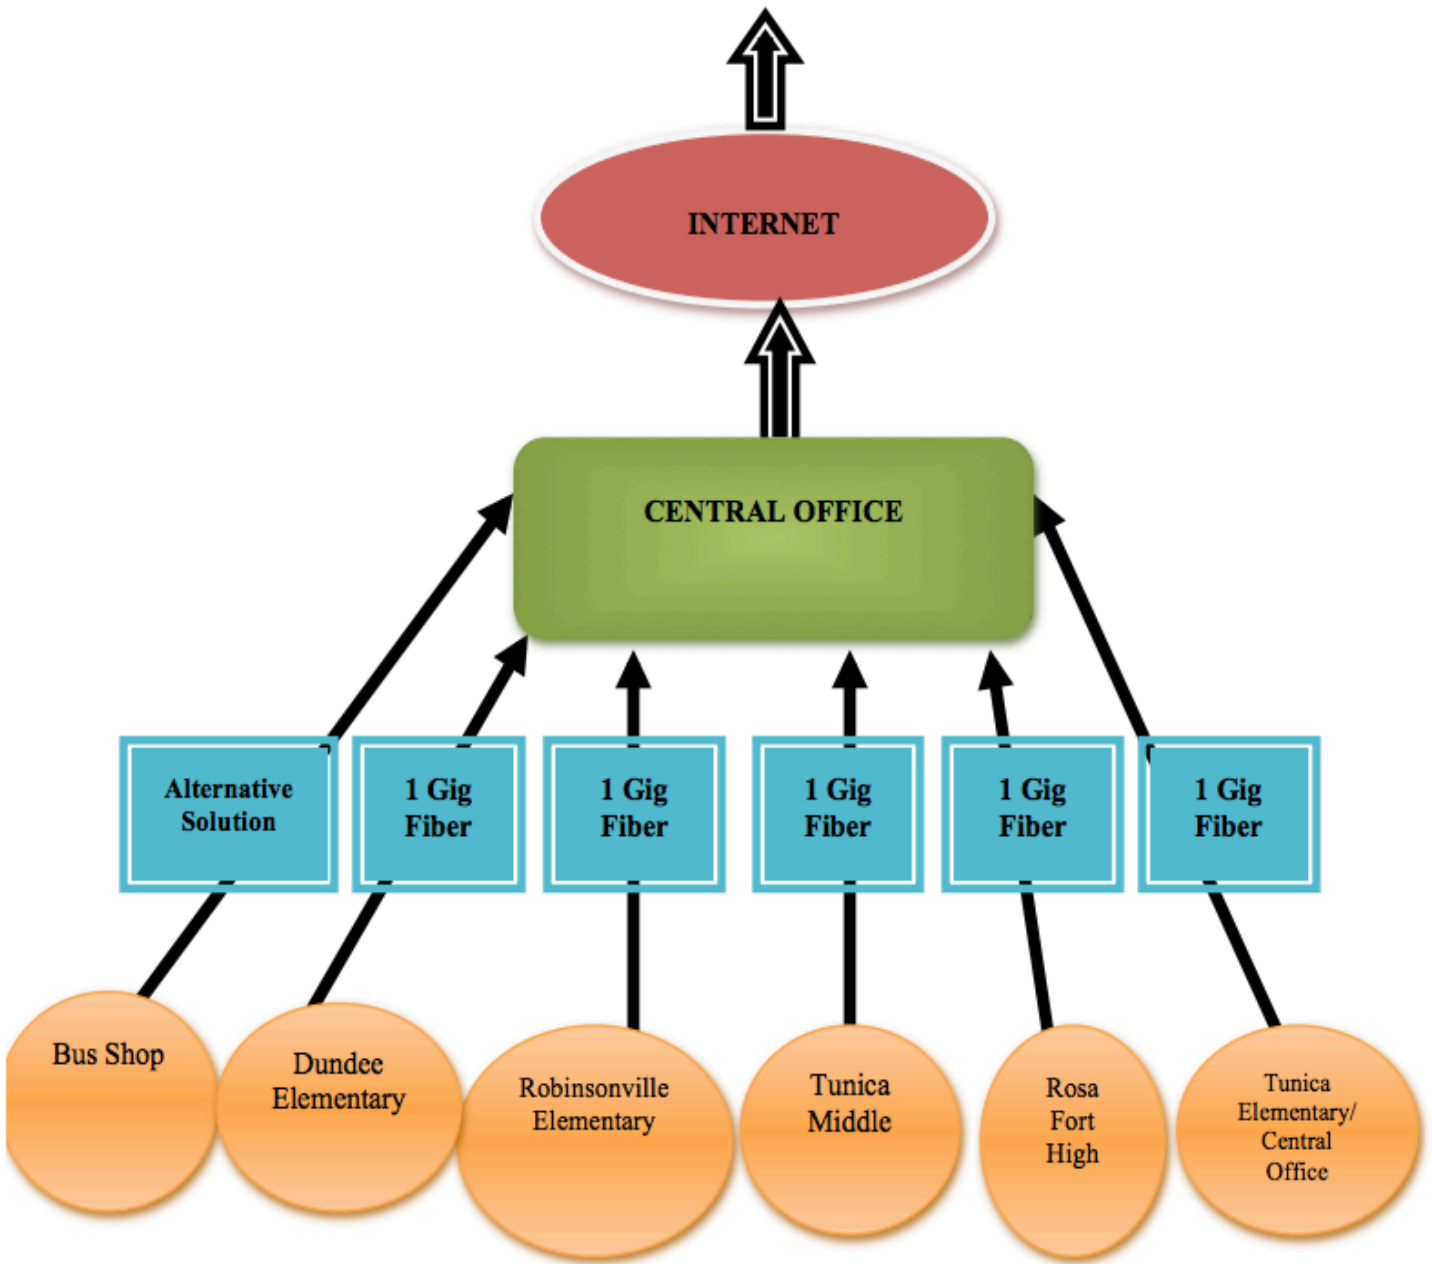 INTERNET
CENTRAL OFFICE
Alternative
Solution
1 Gig
Fiber
1 Gig
Fiber
1 Gig
Fiber
1 Gig
Fiber
1 Gig
Fiber
Bus Shop
Dundee
Elementary
Robinsonville
Elementary
Tunica
Middle
Rosa
Fort
High
Tunica
Elementary/
Central
Office